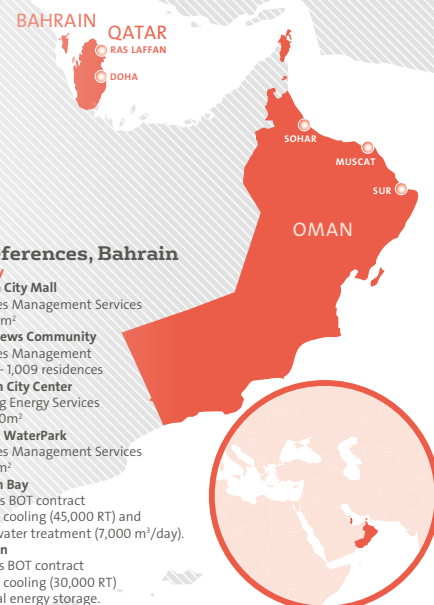 BAHRAIN
QATAR
RAS LAFFAN
DOHA
SOHAR
MUSCAT
SUR
OMAN
ferences, Bahrain
City Mall
es Management Services
m²
ews Community
es Management
- 1,009 residences
City Center
g Energy Services
0m²
WaterPark
es Management Services
m²
Bay
s BOT contract
cooling (45,000 RT) and
water treatment (7,000 m³/day).
n
s BOT contract
cooling (30,000 RT)
al energy storage.